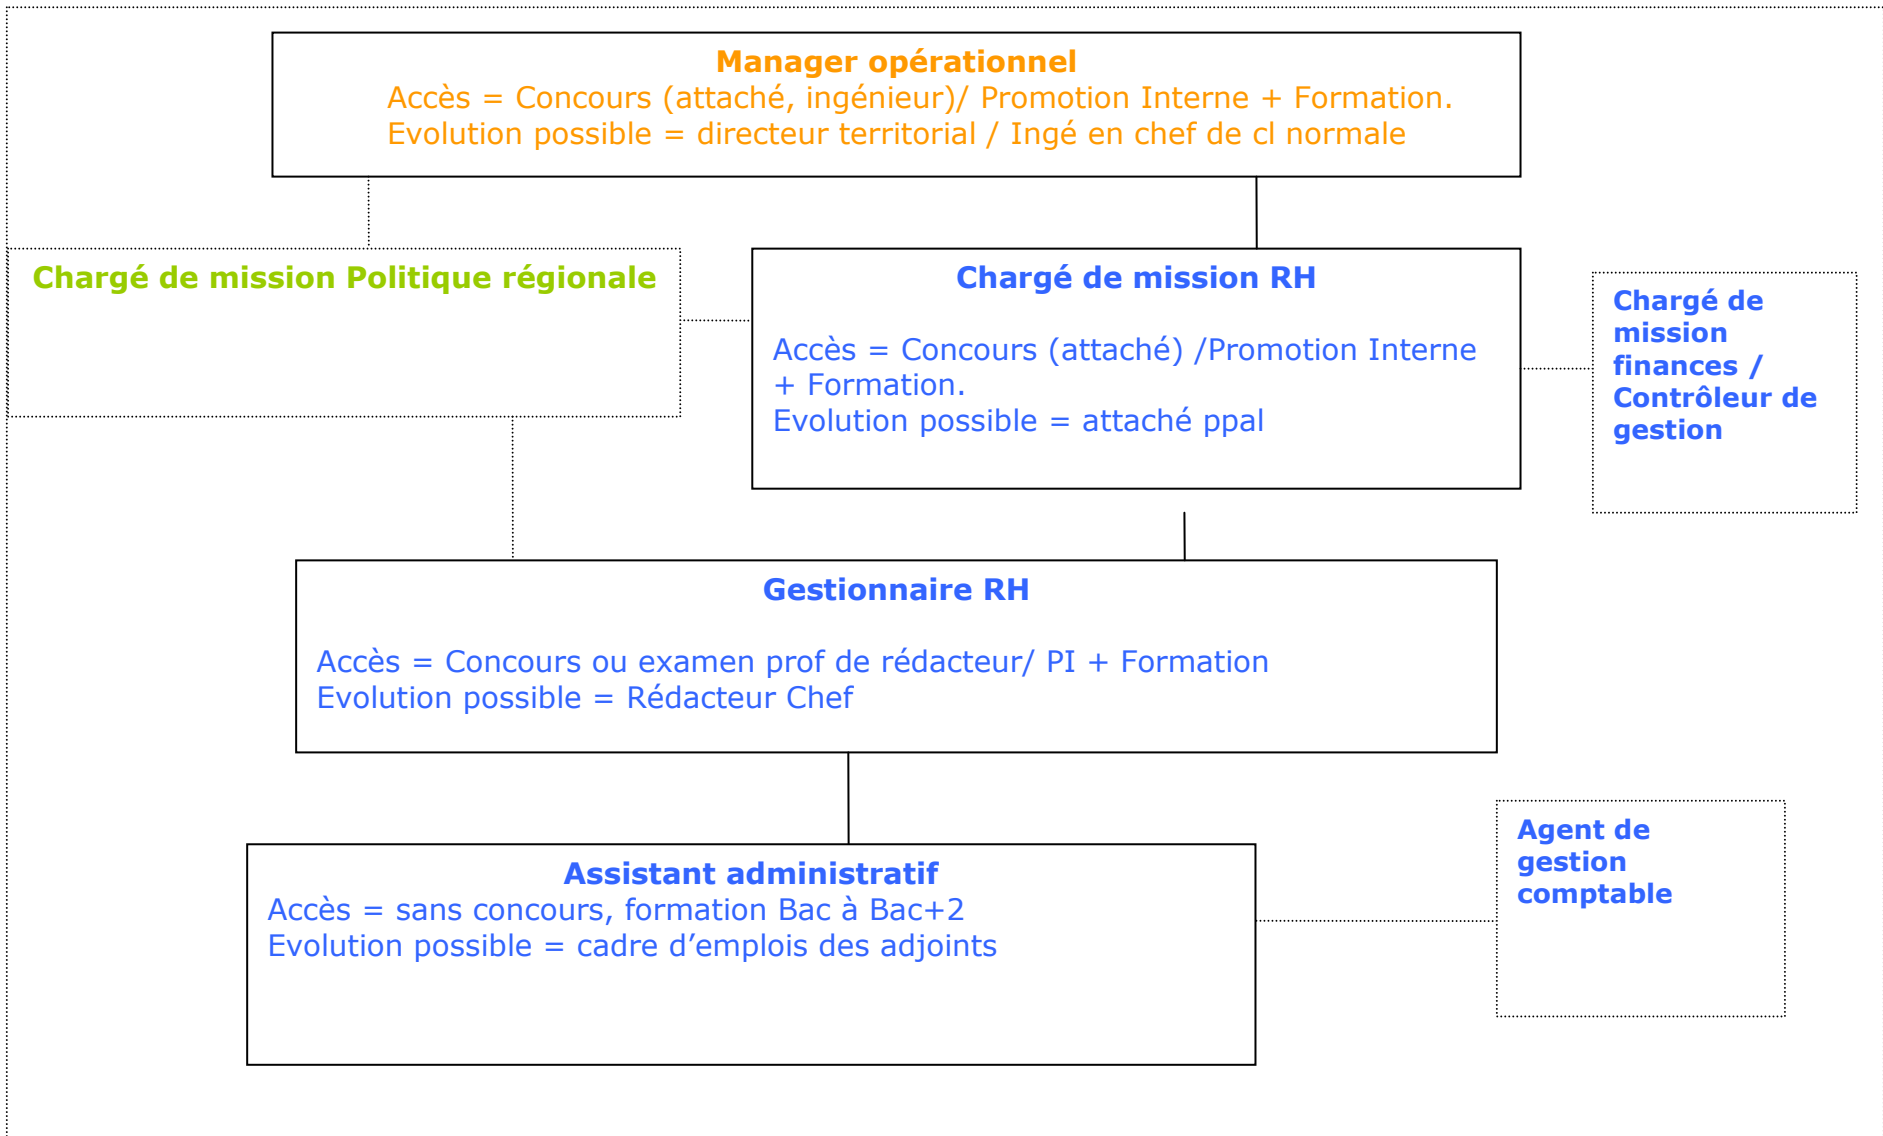 Manager opérationnel
Accès = Concours (attaché, ingénieur)/ Promotion Interne + Formation.
Evolution possible = directeur territorial / Ingé en chef de cl normale
Chargé de mission Politique régionale
Chargé de mission RH
Accès = Concours (attaché) /Promotion Interne
+ Formation.
Evolution possible = attaché ppal
Chargé de
mission
finances /
Contrôleur de
gestion
Gestionnaire RH
Accès = Concours ou examen prof de rédacteur/ PI + Formation
Evolution possible = Rédacteur Chef
Assistant administratif
Accès = sans concours, formation Bac à Bac+2
Evolution possible = cadre d’emplois des adjoints
Agent de
gestion
comptable